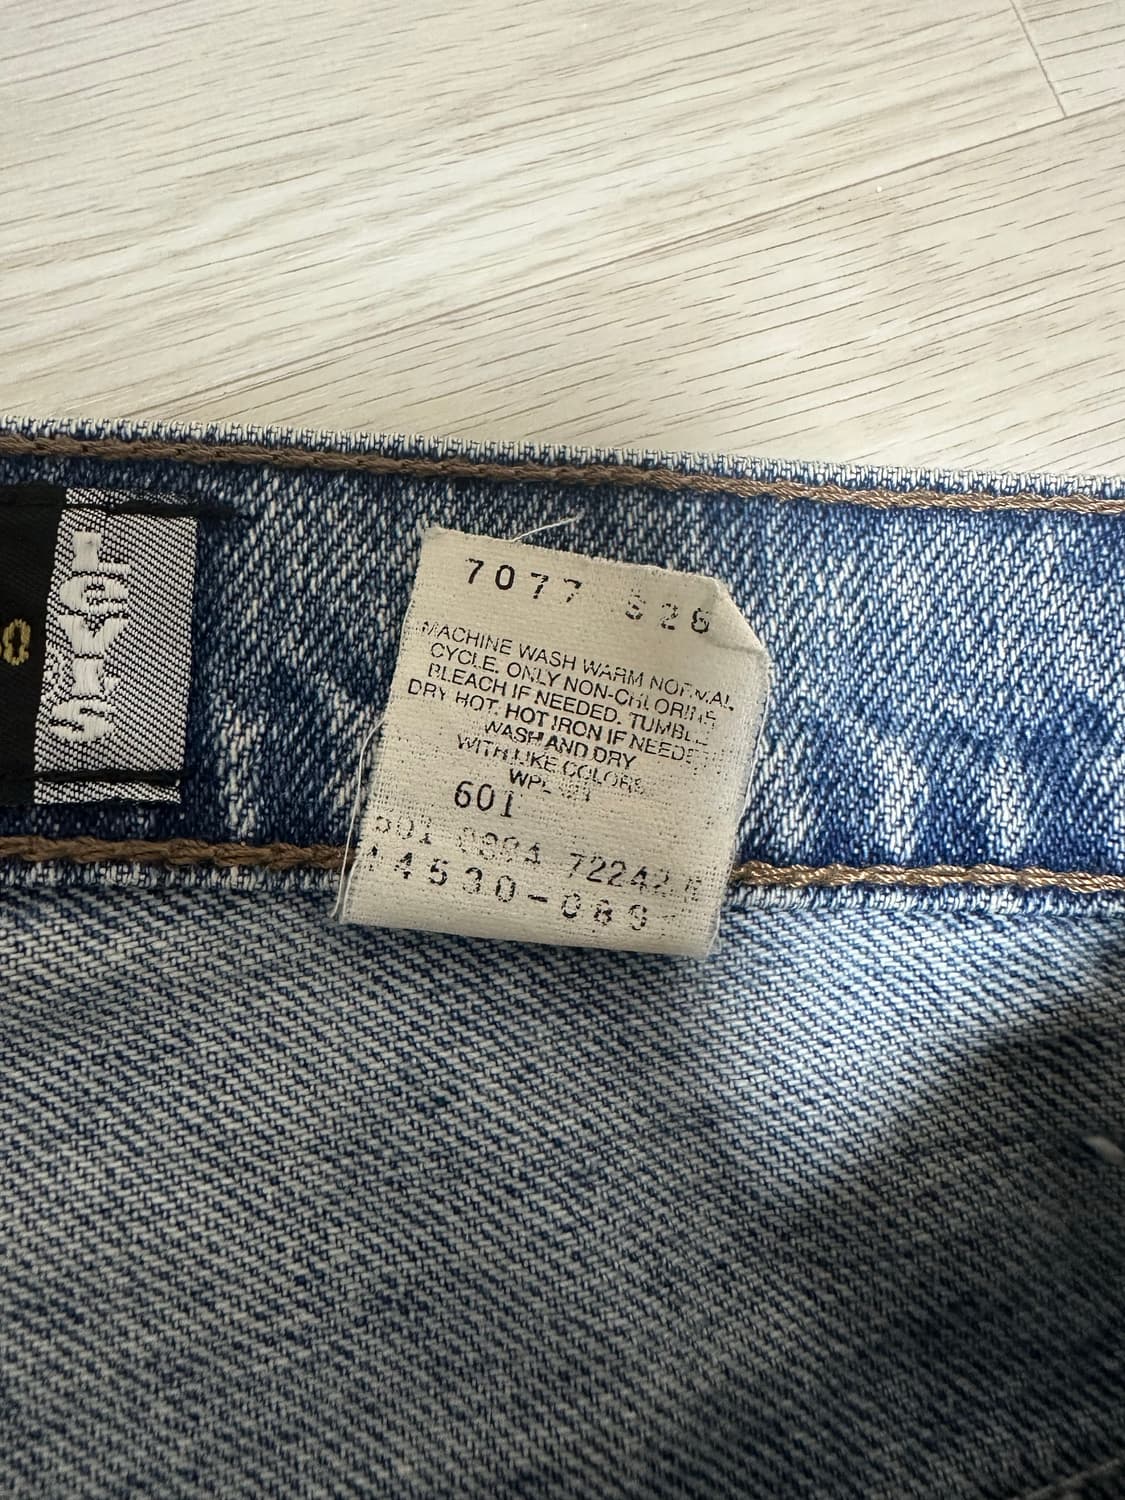 Levi's
7077 S26
MACHINE WASH WARM NORMAL
CYCLE. ONLY NON-CHLORINE
BLEACH IF NEEDED. TUMBLE
DRY HOT. HOT IRON IF NEEDED
WASH AND DRY
WITH LIKE COLORS
601
14530-0894